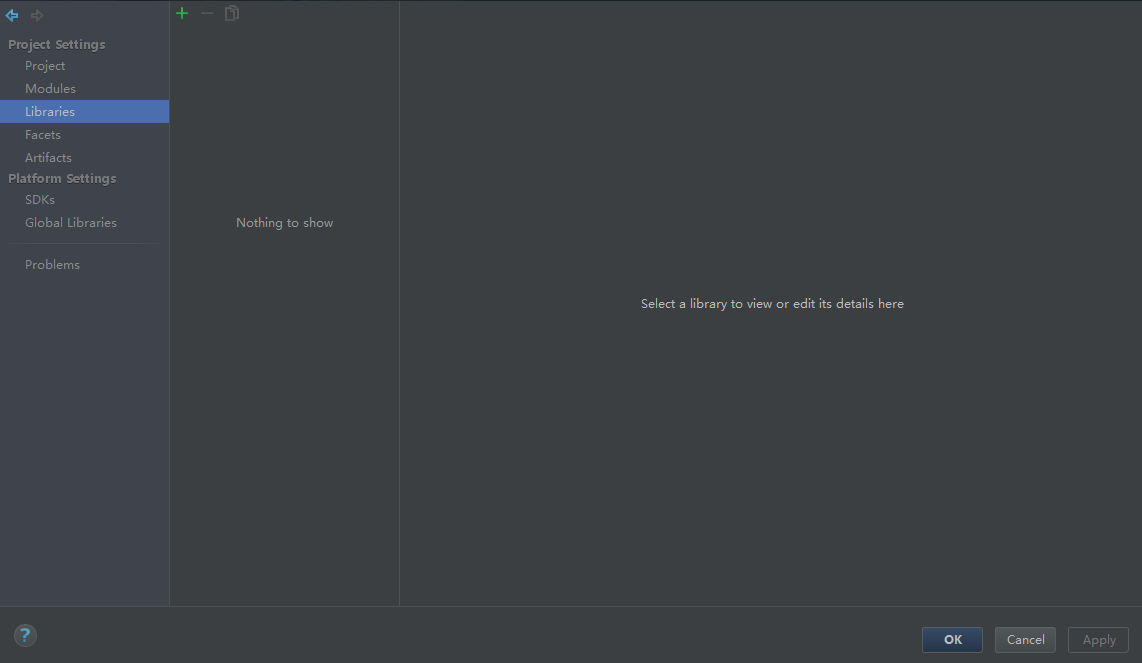 Project Settings
Project
Modules
Libraries
Facets
Artifacts
Platform Settings
SDKs
Global Libraries
Problems
Nothing to show
Select a library to view or edit its details here
?
OK
Cancel
Apply